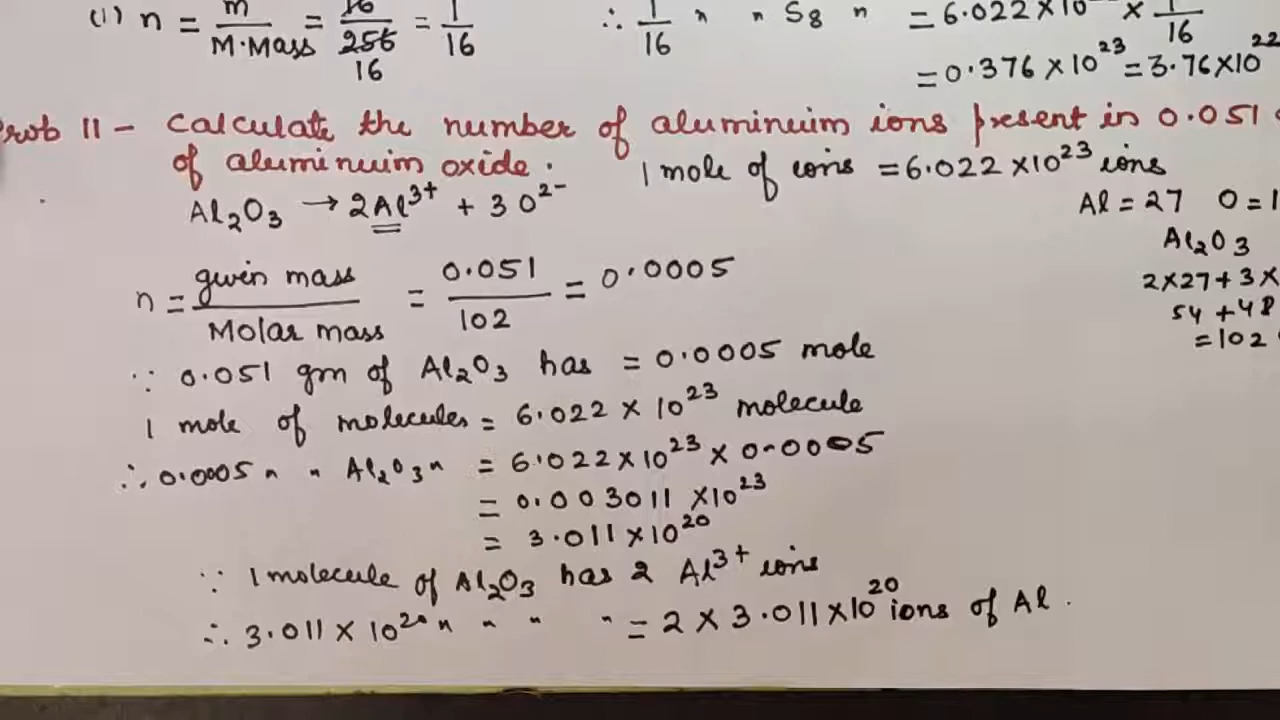 (1) n = m/M.Mass = 16/256 = 1/16 ∴ 1/16 " " S8 " = 6.022 × 10 × 1/16
16
= 0.376 × 10^23 = 3.76×10^22
rob 11 - Calculate the number of aluminium ions present in 0.051
of aluminium oxide. 1 mole of ions = 6.022 × 10^23 ions
Al2O3 → 2Al^3+ + 3O^2- Al = 27 O = 1
Al2O3
n = given mass/Molar mass = 0.051/102 = 0.0005 2×27 + 3×
54 + 48
= 102
∵ 0.051 gm of Al2O3 has = 0.0005 mole
1 mole of molecules = 6.022 × 10^23 molecule
∴ 0.0005 " " Al2O3 " = 6.022 × 10^23 × 0.0005
= 0.003011 × 10^23
= 3.011 × 10^20
∵ 1 molecule of Al2O3 has 2 Al^3+ ions
∴ 3.011 × 10^20 " " " " = 2 × 3.011 × 10^20 ions of Al.